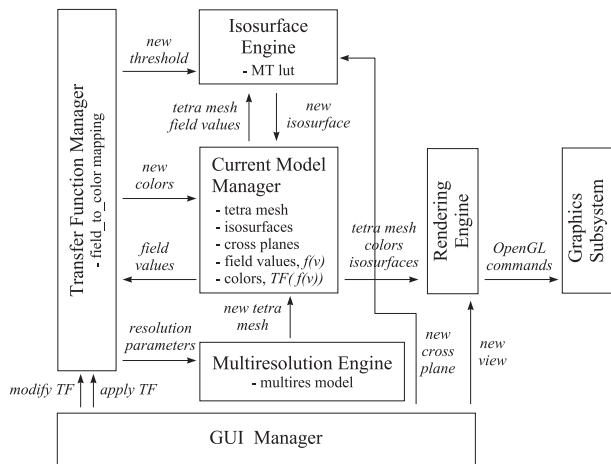 Isosurface
Engine
- MT lut
new
threshold
tetra mesh
field values
new
isosurface
Transfer Function Manager
- field_to_color mapping
new
colors
Current Model
Manager
- tetra mesh
- isosurfaces
- cross planes
- field values, f(v)
- colors, TF( f(v))
field
values
tetra mesh
colors
isosurfaces
Rendering
Engine
OpenGL
commands
Graphics
Subsystem
new tetra
mesh
resolution
parameters
Multiresolution Engine
- multires model
new
cross
plane
new
view
modify TF
apply TF
GUI Manager